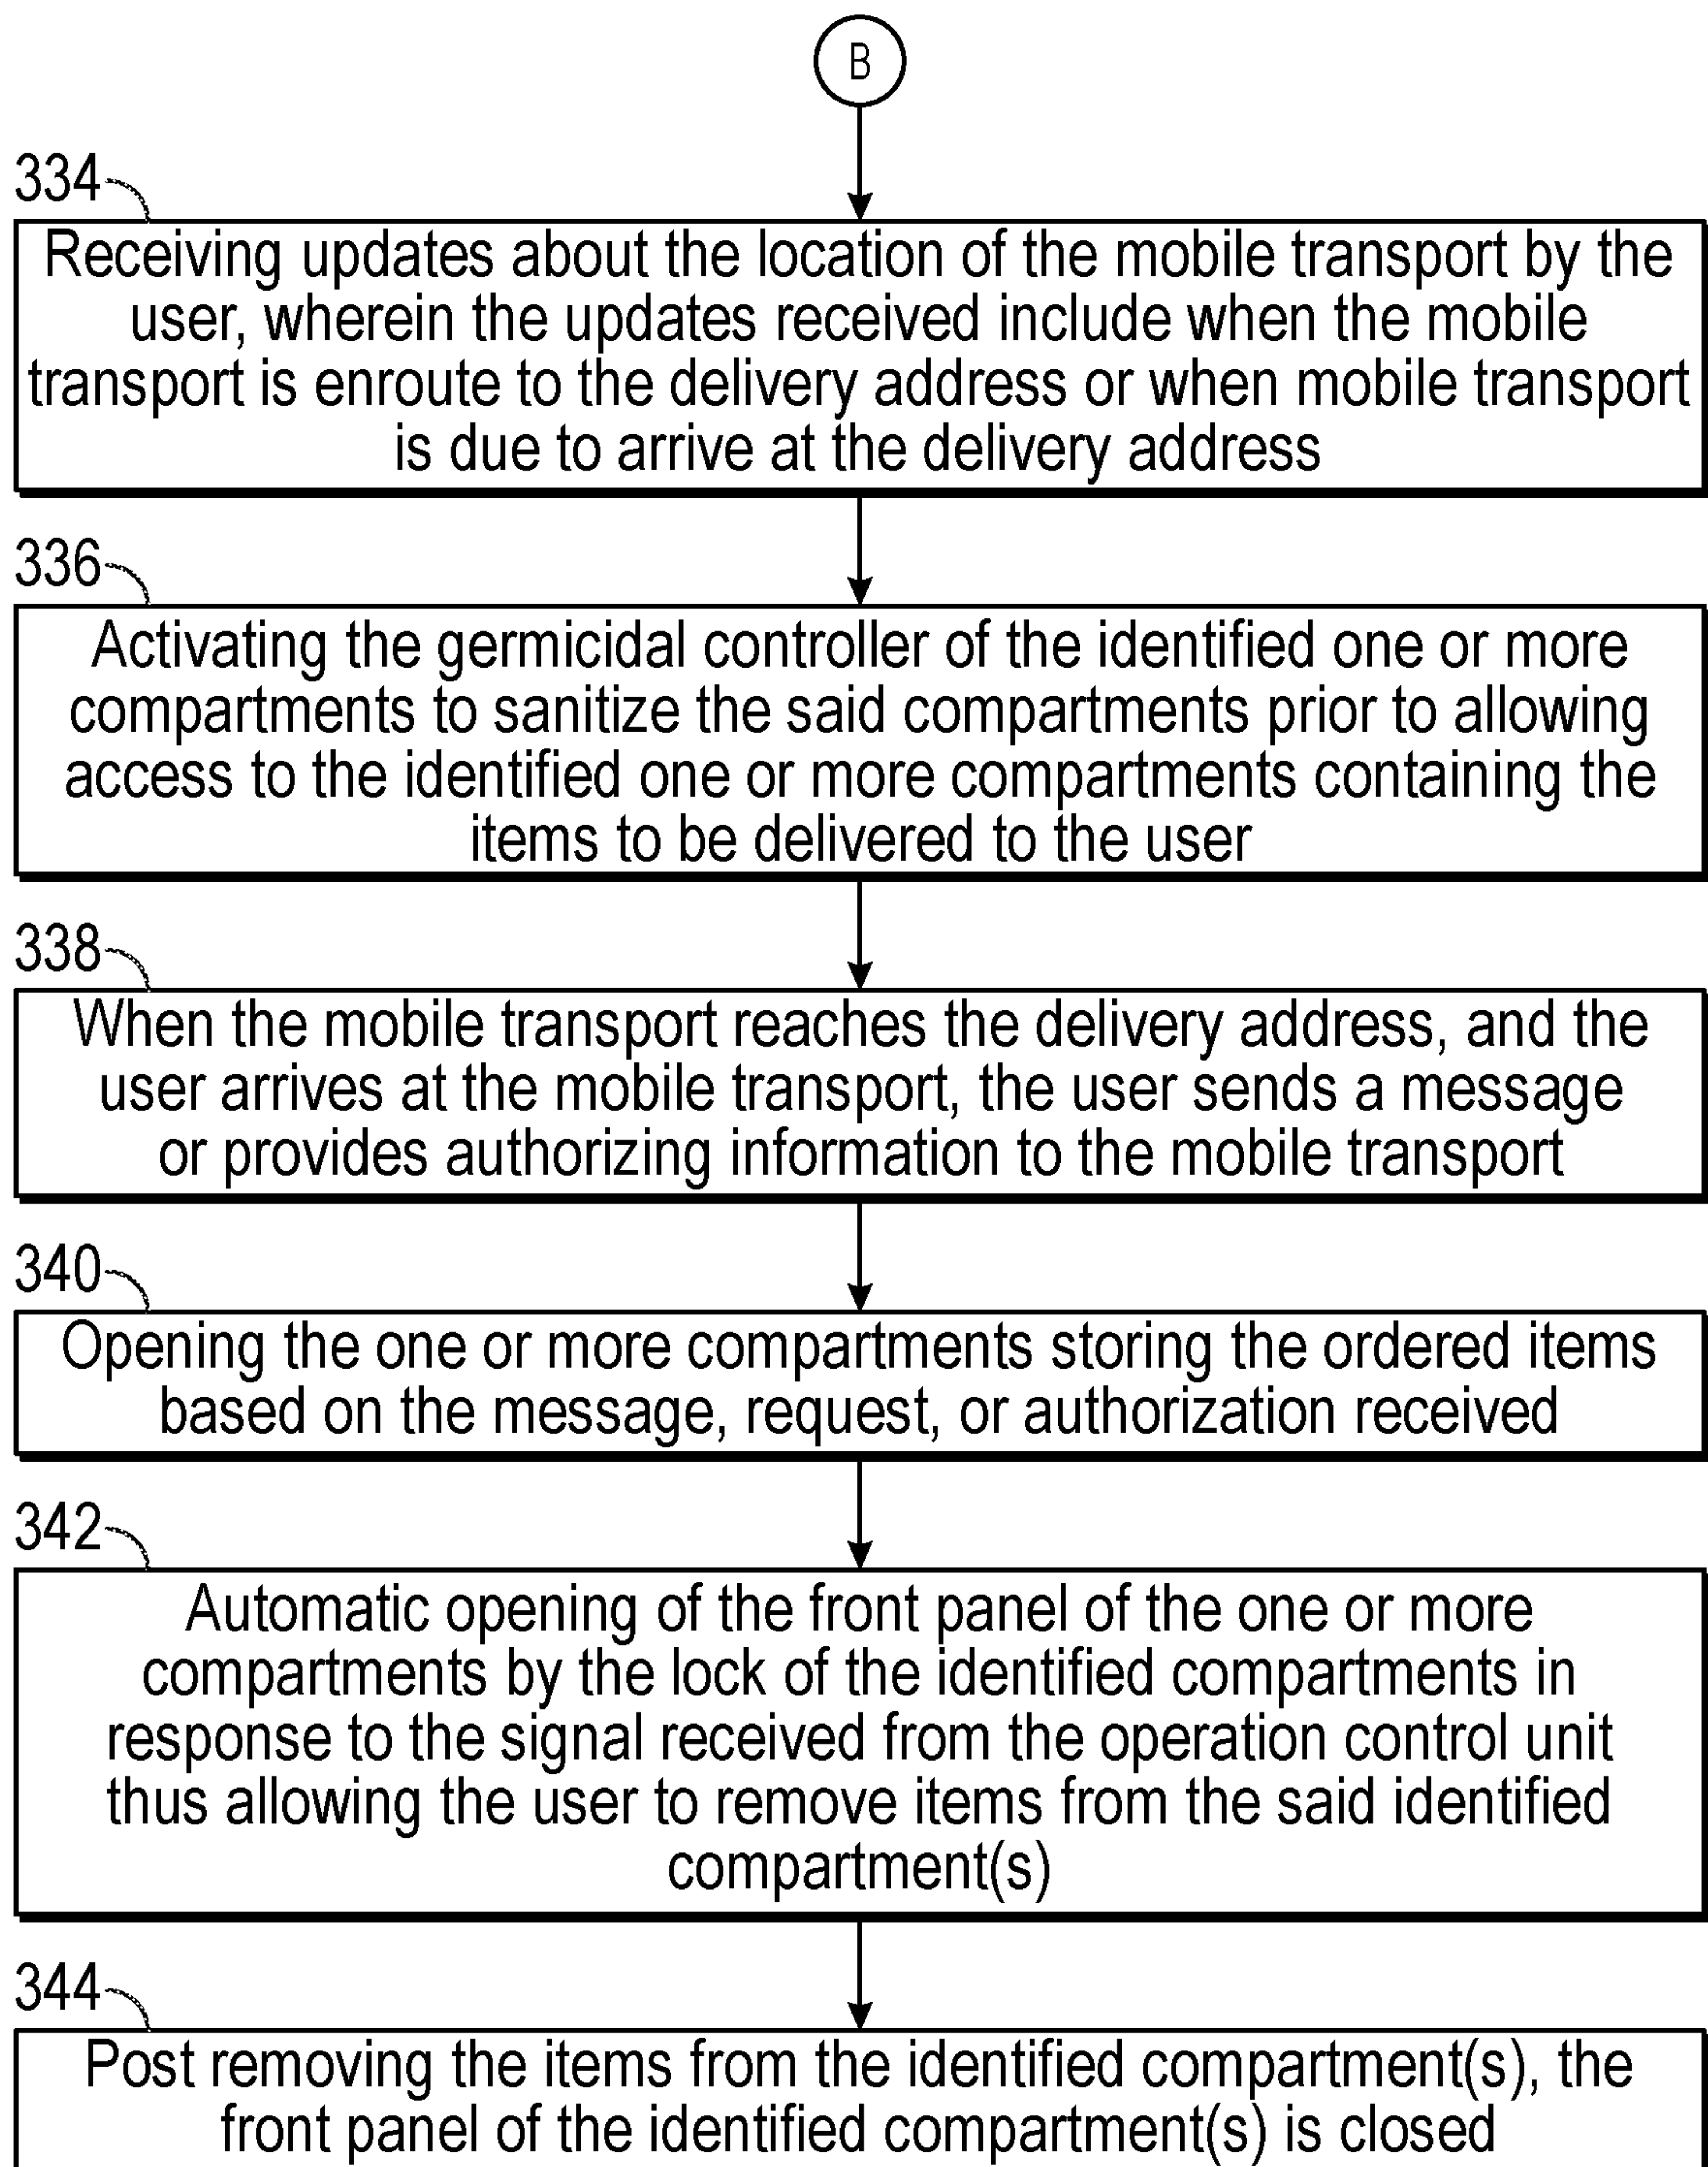 B
334
Receiving updates about the location of the mobile transport by the
user, wherein the updates received include when the mobile
transport is enroute to the delivery address or when mobile transport
is due to arrive at the delivery address
336
Activating the germicidal controller of the identified one or more
compartments to sanitize the said compartments prior to allowing
access to the identified one or more compartments containing the
items to be delivered to the user
338
When the mobile transport reaches the delivery address, and the
user arrives at the mobile transport, the user sends a message
or provides authorizing information to the mobile transport
340
Opening the one or more compartments storing the ordered items
based on the message, request, or authorization received
342
Automatic opening of the front panel of the one or more
compartments by the lock of the identified compartments in
response to the signal received from the operation control unit
thus allowing the user to remove items from the said identified
compartment(s)
344
Post removing the items from the identified compartment(s), the
front panel of the identified compartment(s) is closed